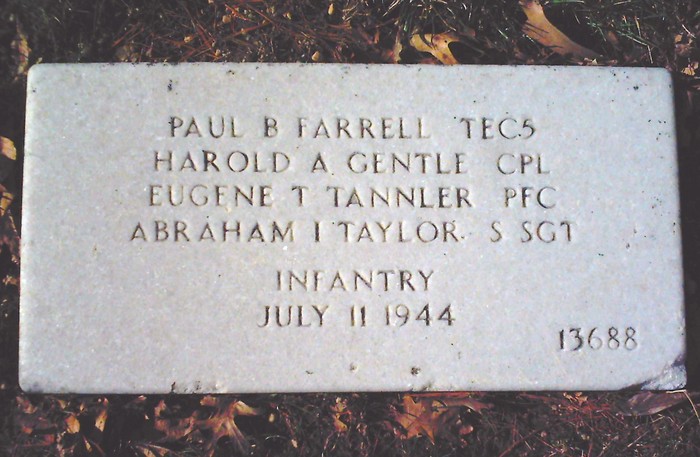 PAUL B FARRELL TEC5
HAROLD A GENTLE CPL
EUGENE T TANNLER PFC
ABRAHAM I TAYLOR S SGT
INFANTRY
JULY 11 1944
13688